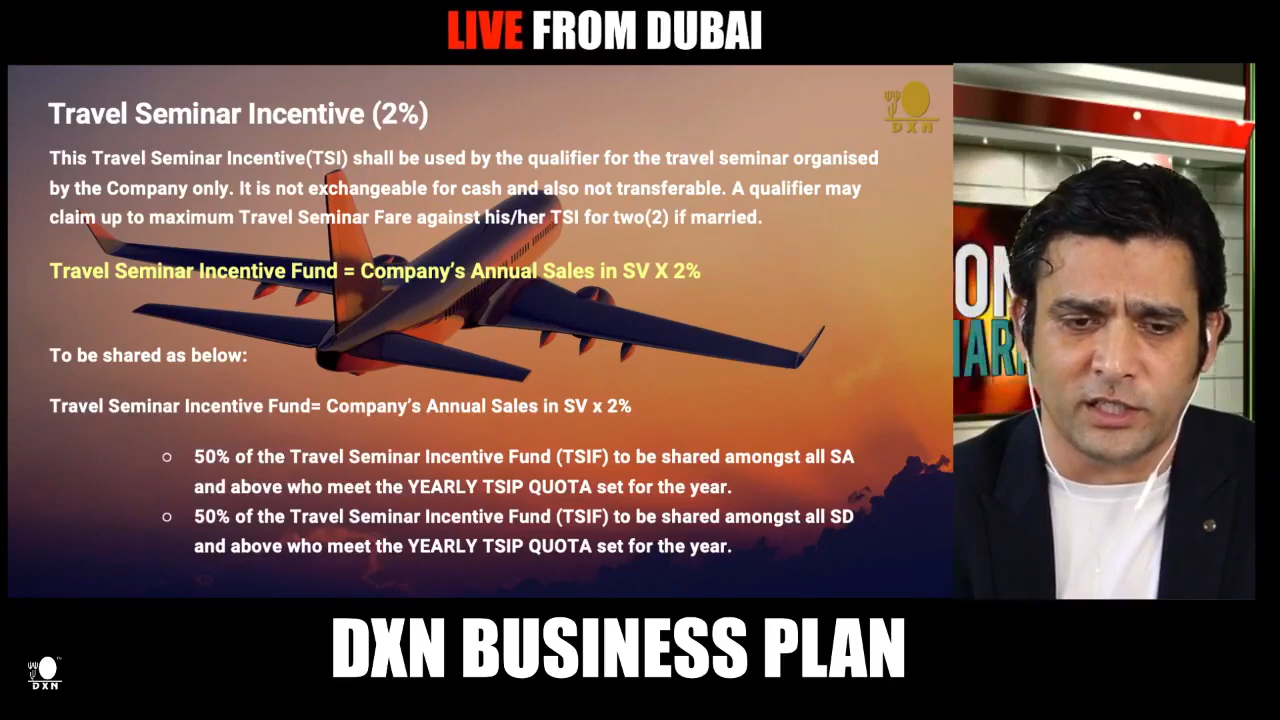 LIVE FROM DUBAI
Travel Seminar Incentive (2%)
DXN
This Travel Seminar Incentive(TSI) shall be used by the qualifier for the travel seminar organised
by the Company only. It is not exchangeable for cash and also not transferable. A qualifier may
claim up to maximum Travel Seminar Fare against his/her TSI for two(2) if married.
Travel Seminar Incentive Fund = Company's Annual Sales in SV X 2%
To be shared as below:
Travel Seminar Incentive Fund= Company's Annual Sales in SV x 2%
○ 50% of the Travel Seminar Incentive Fund (TSIF) to be shared amongst all SA
and above who meet the YEARLY TSIP QUOTA set for the year.
○ 50% of the Travel Seminar Incentive Fund (TSIF) to be shared amongst all SD
and above who meet the YEARLY TSIP QUOTA set for the year.
DXN BUSINESS PLAN
DXN